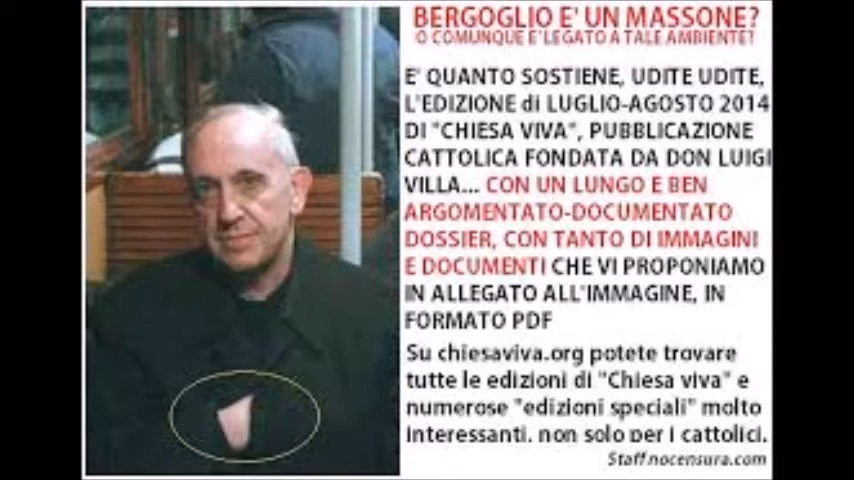 BERGOGLIO E' UN MASSONE?
O COMUNQUE E' LEGATO A TALE AMBIENTE?
E' QUANTO SOSTIENE, UDITE UDITE,
L'EDIZIONE di LUGLIO-AGOSTO 2014
DI "CHIESA VIVA", PUBBLICAZIONE
CATTOLICA FONDATA DA DON LUIGI
VILLA... CON UN LUNGO E BEN
ARGOMENTATO-DOCUMENTATO
DOSSIER, CON TANTO DI IMMAGINI
E DOCUMENTI CHE VI PROPONIAMO
IN ALLEGATO ALL'IMMAGINE, IN
FORMATO PDF
Su chiesaviva.org potete trovare
tutte le edizioni di "Chiesa viva" e
numerose "edizioni speciali" molto
interessanti, non solo per i cattolici.
Staff nocensura.com